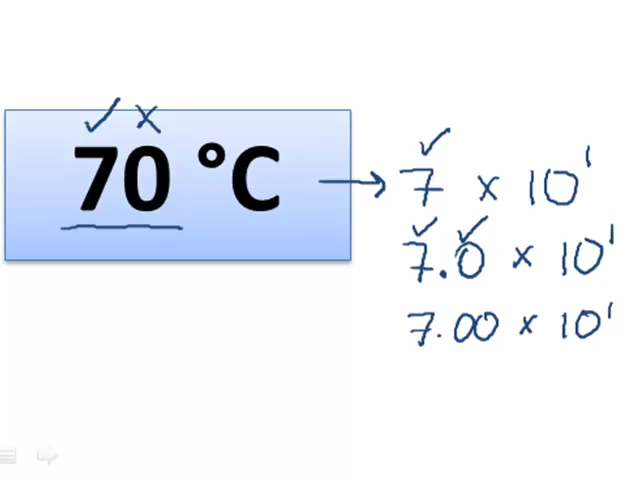 ✓ ✗
70 °C → 7 × 10¹
7.0 × 10¹
7.00 × 10¹